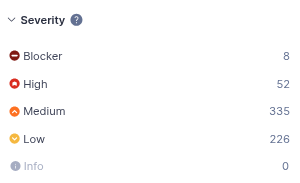 Severity ?
Blocker 8
High 52
Medium 335
Low 226
Info 0